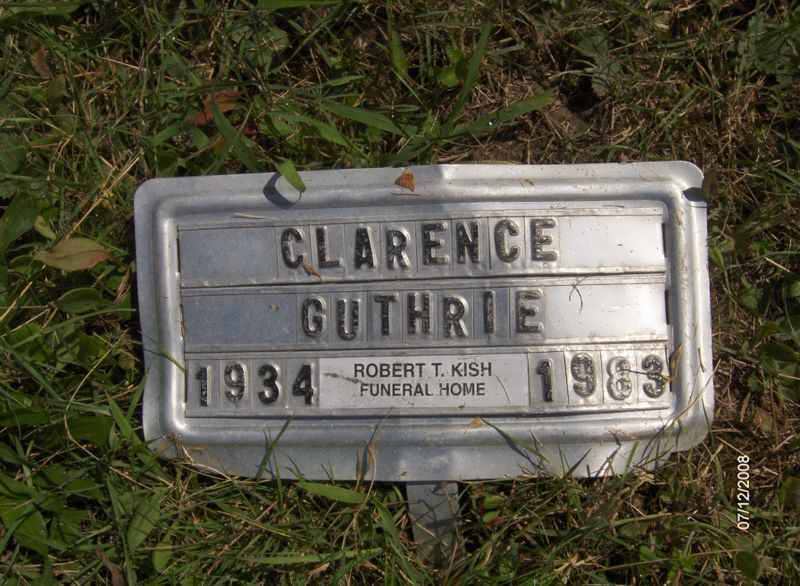 CLARENCE
GUTHRIE
1934 ROBERT T. KISH 1983
FUNERAL HOME
07/12/2008